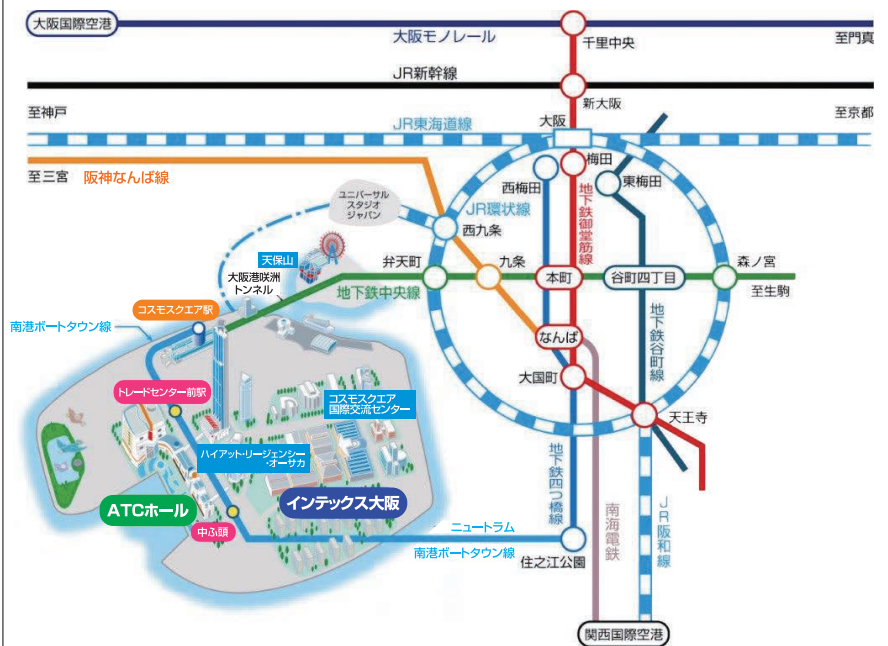 大阪国際空港
大阪モノレール
千里中央
至門真
JR新幹線
新大阪
至神戸
JR東海道線
大阪
至京都
至三宮
阪神なんば線
梅田
西梅田
東梅田
ユニバーサル
スタジオ
ジャパン
JR環状線
地下鉄御堂筋線
西九条
天保山
弁天町
九条
本町
谷町四丁目
森ノ宮
大阪港咲洲
トンネル
地下鉄中央線
至生駒
コスモスクエア駅
南港ポートタウン線
なんば
地下鉄谷町線
トレードセンター前駅
大国町
コスモスクエア
国際交流センター
天王寺
ハイアット・リージェンシー
・オーサカ
地下鉄四つ橋線
ATCホール
インテックス大阪
南海電鉄
JR阪和線
中ふ頭
ニュートラム
南港ポートタウン線
住之江公園
関西国際空港